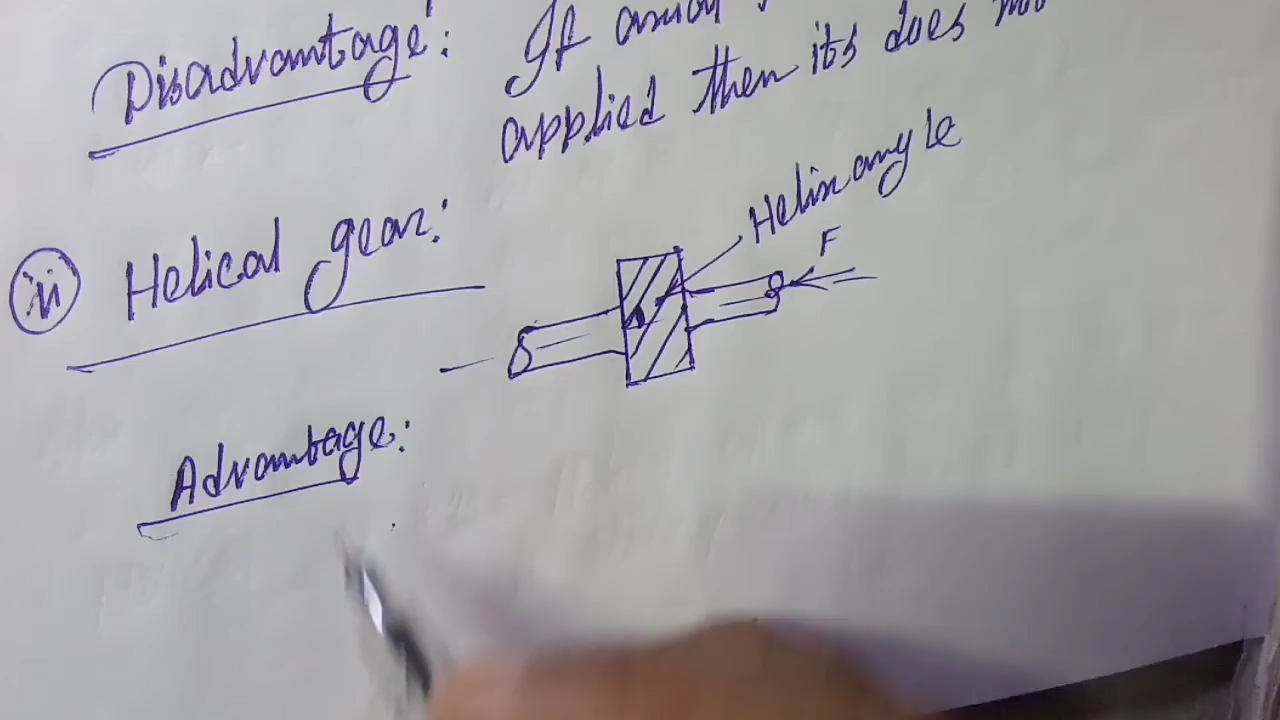 Disadvantage: If
applied then its does
Helix angle
F
ii Helical gear:
Advantage: